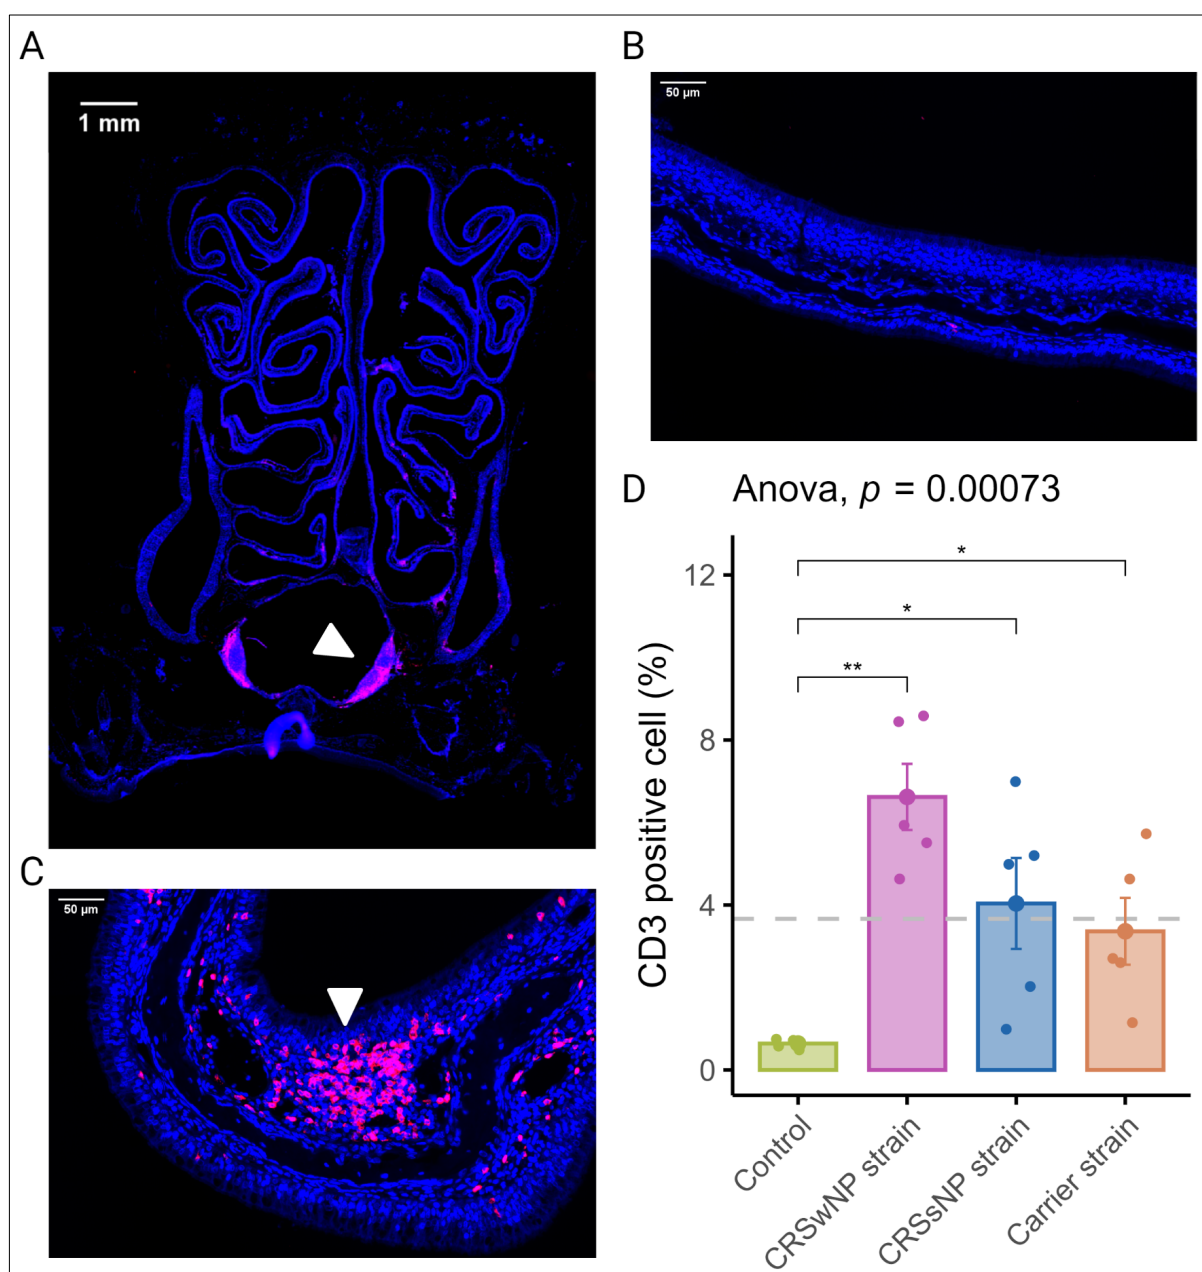 A
1 mm
B
50 µm
C
50 µm
D
Anova, p = 0.00073
CD3 positive cell (%)
12
8
4
0
*
*
**
Control
CRSwNP strain
CRSsNP strain
Carrier strain